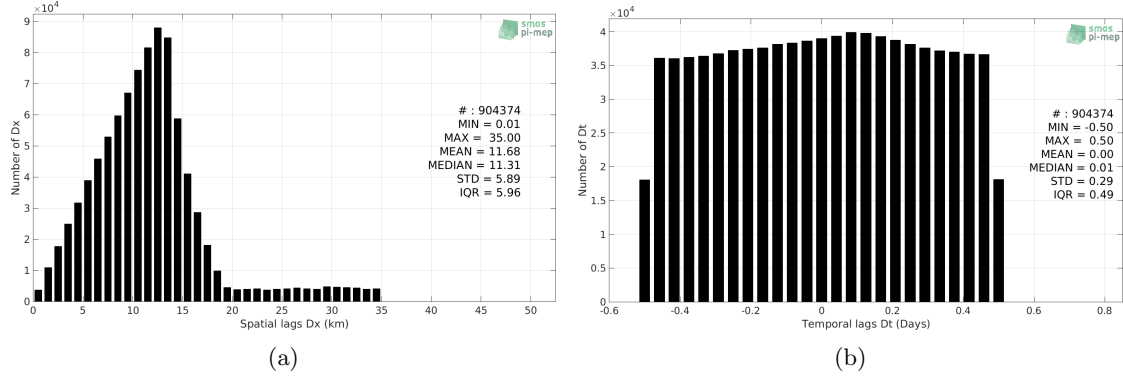 ×10⁴
9
8
7
6
5
4
3
2
1
0
Number of Dx
0 5 10 15 20 25 30 35 40 45 50
Spatial lags Dx (km)
smos
pi-mep
# : 904374
MIN = 0.01
MAX = 35.00
MEAN = 11.68
MEDIAN = 11.31
STD = 5.89
IQR = 5.96
(a)
×10⁴
4
3.5
3
2.5
2
1.5
1
0.5
0
Number of Dt
-0.6 -0.4 -0.2 0 0.2 0.4 0.6 0.8
Temporal lags Dt (Days)
smos
pi-mep
# : 904374
MIN = -0.50
MAX = 0.50
MEAN = 0.00
MEDIAN = 0.01
STD = 0.29
IQR = 0.49
(b)